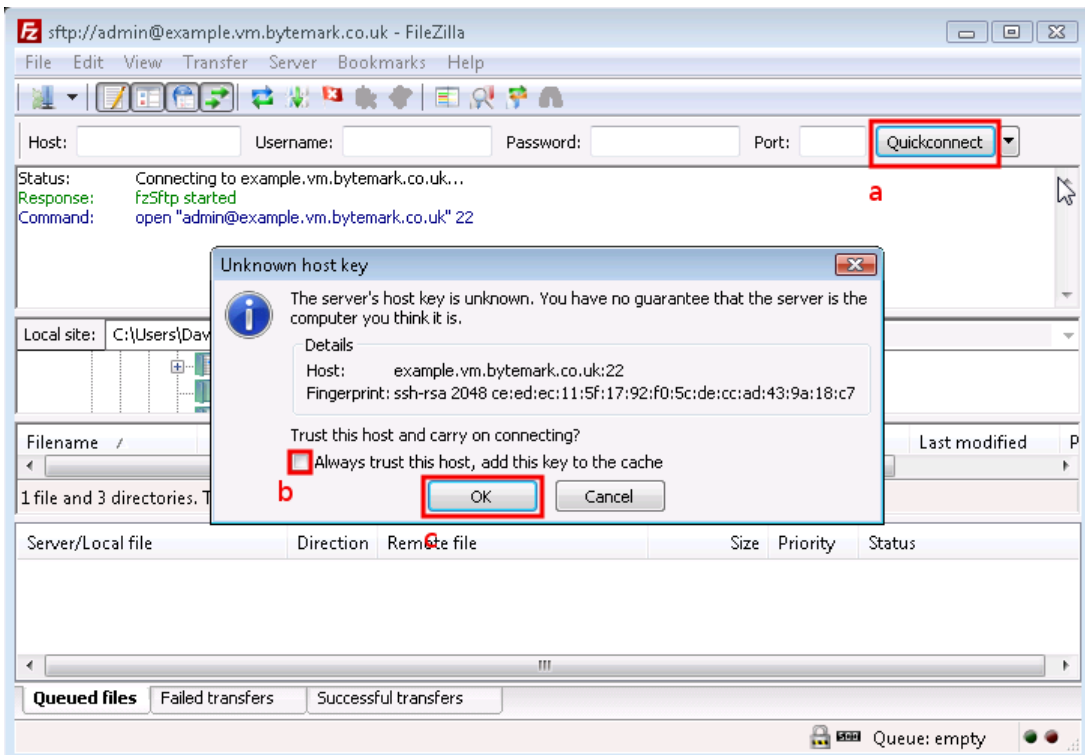 sftp://admin@example.vm.bytemark.co.uk - FileZilla
File Edit View Transfer Server Bookmarks Help
Host: Username: Password: Port: Quickconnect
a
Status: Connecting to example.vm.bytemark.co.uk...
Response: fzSftp started
Command: open "admin@example.vm.bytemark.co.uk" 22
Unknown host key
The server's host key is unknown. You have no guarantee that the server is the
computer you think it is.
Details
Host: example.vm.bytemark.co.uk:22
Fingerprint: ssh-rsa 2048 ce:ed:ec:11:5f:17:92:f0:5c:de:cc:ad:43:9a:18:c7
Trust this host and carry on connecting?
Always trust this host, add this key to the cache
b
OK Cancel
c
Local site: C:\Users\Dav
Filename / Last modified P
1 file and 3 directories. T
Server/Local file Direction Remote file Size Priority Status
Queued files Failed transfers Successful transfers
Queue: empty